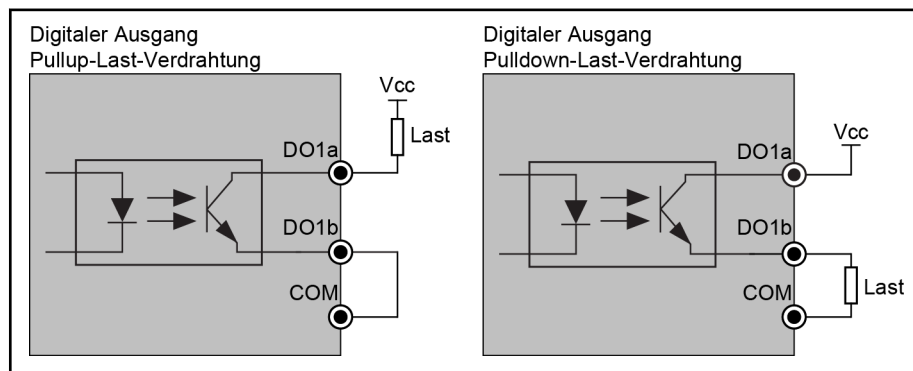 Digitaler Ausgang
Pullup-Last-Verdrahtung
Vcc
Last
DO1a
DO1b
COM
Digitaler Ausgang
Pulldown-Last-Verdrahtung
Vcc
DO1a
DO1b
COM
Last